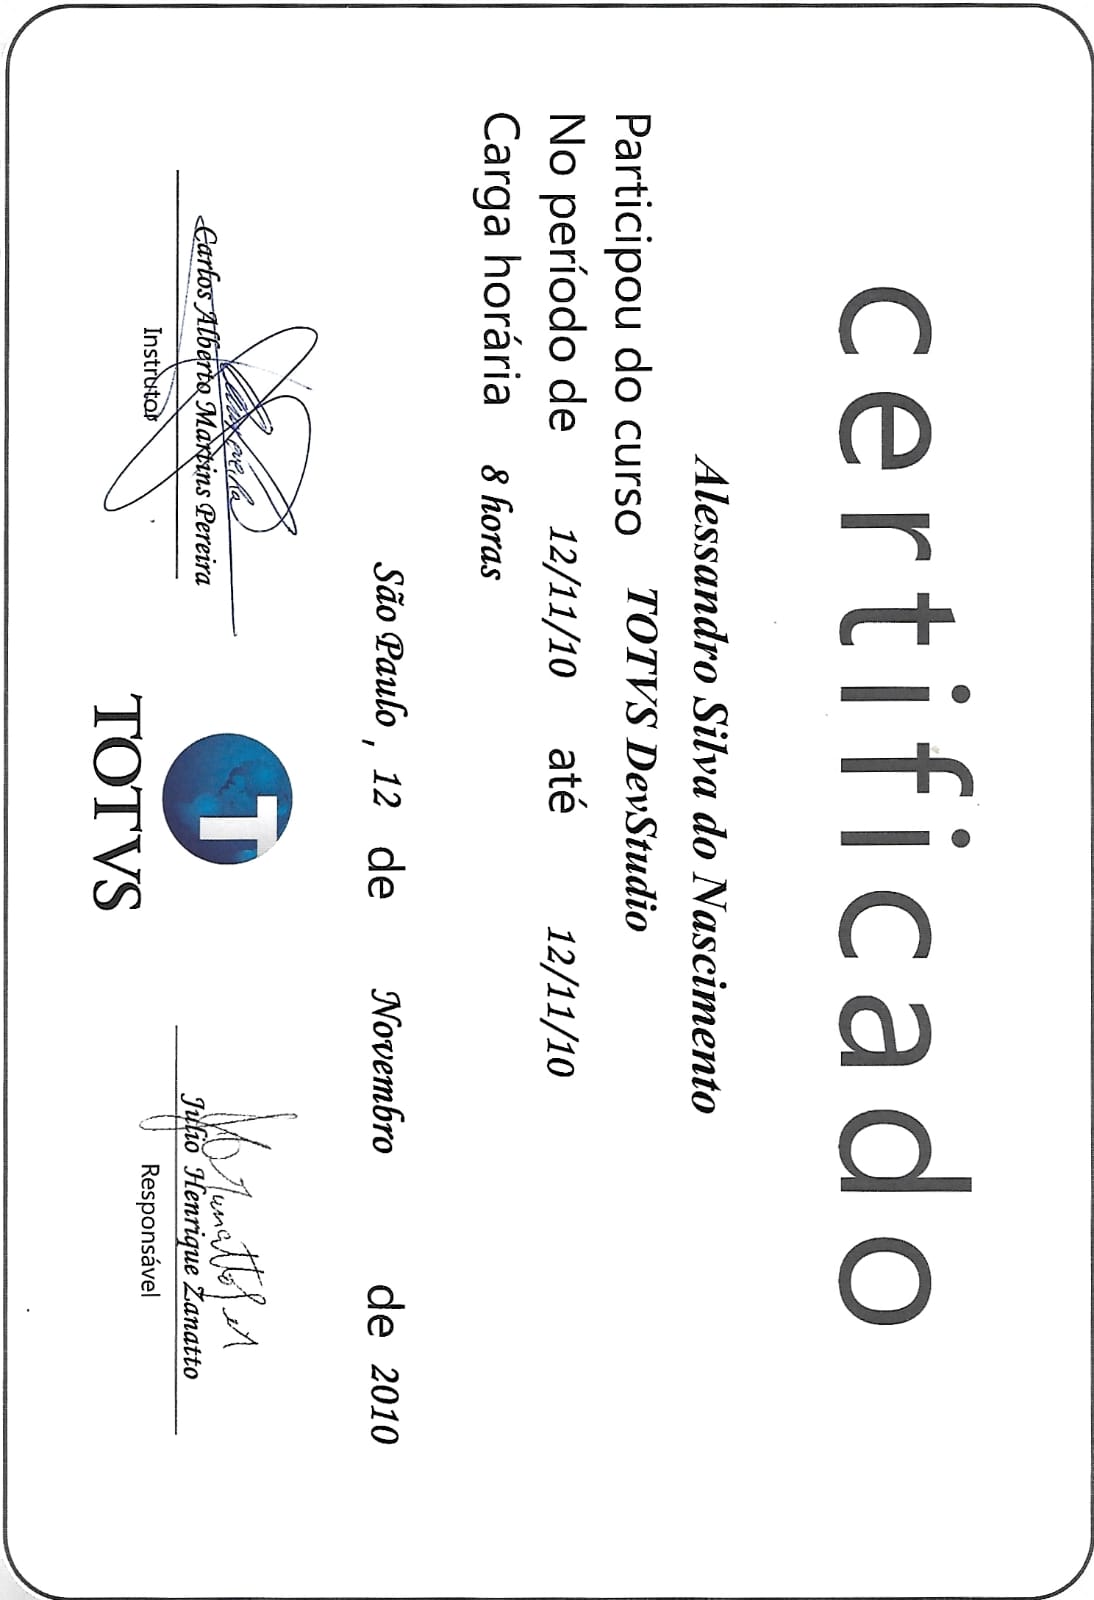 certificado
Alessandro Silva do Nascimento
Participou do curso TOTVS DevStudio
No período de 12/11/10 até 12/11/10
Carga horária 8 horas
São Paulo, 12 de Novembro de 2010
Carlos Alberto Martins Pereira
Instrutor
T
TOTVS
Julio Henrique Zanatto
Responsável